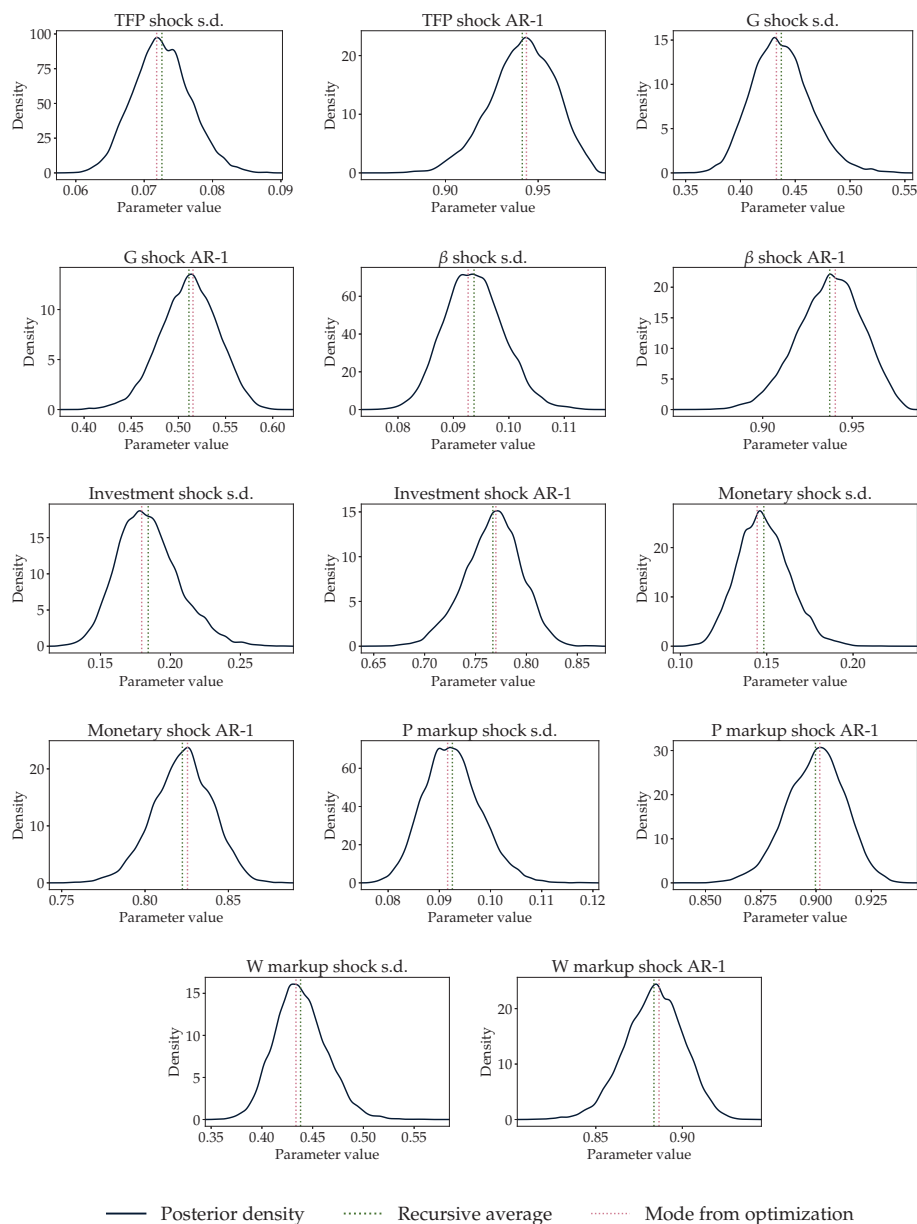 TFP shock s.d.
Density
100
75
50
25
0
0.06
0.07
0.08
0.09
Parameter value
TFP shock AR-1
Density
20
10
0
0.90
0.95
Parameter value
G shock s.d.
Density
15
10
5
0
0.35
0.40
0.45
0.50
0.55
Parameter value
G shock AR-1
Density
10
5
0
0.40
0.45
0.50
0.55
0.60
Parameter value
β shock s.d.
Density
60
40
20
0
0.08
0.09
0.10
0.11
Parameter value
β shock AR-1
Density
20
15
10
5
0
0.90
0.95
Parameter value
Investment shock s.d.
Density
15
10
5
0
0.15
0.20
0.25
Parameter value
Investment shock AR-1
Density
15
10
5
0
0.65
0.70
0.75
0.80
0.85
Parameter value
Monetary shock s.d.
Density
20
10
0
0.10
0.15
0.20
Parameter value
Monetary shock AR-1
Density
20
10
0
0.75
0.80
0.85
Parameter value
P markup shock s.d.
Density
60
40
20
0
0.08
0.09
0.10
0.11
0.12
Parameter value
P markup shock AR-1
Density
30
20
10
0
0.850
0.875
0.900
0.925
Parameter value
W markup shock s.d.
Density
15
10
5
0
0.35
0.40
0.45
0.50
0.55
Parameter value
W markup shock AR-1
Density
20
10
0
0.85
0.90
Parameter value
Posterior density
Recursive average
Mode from optimization